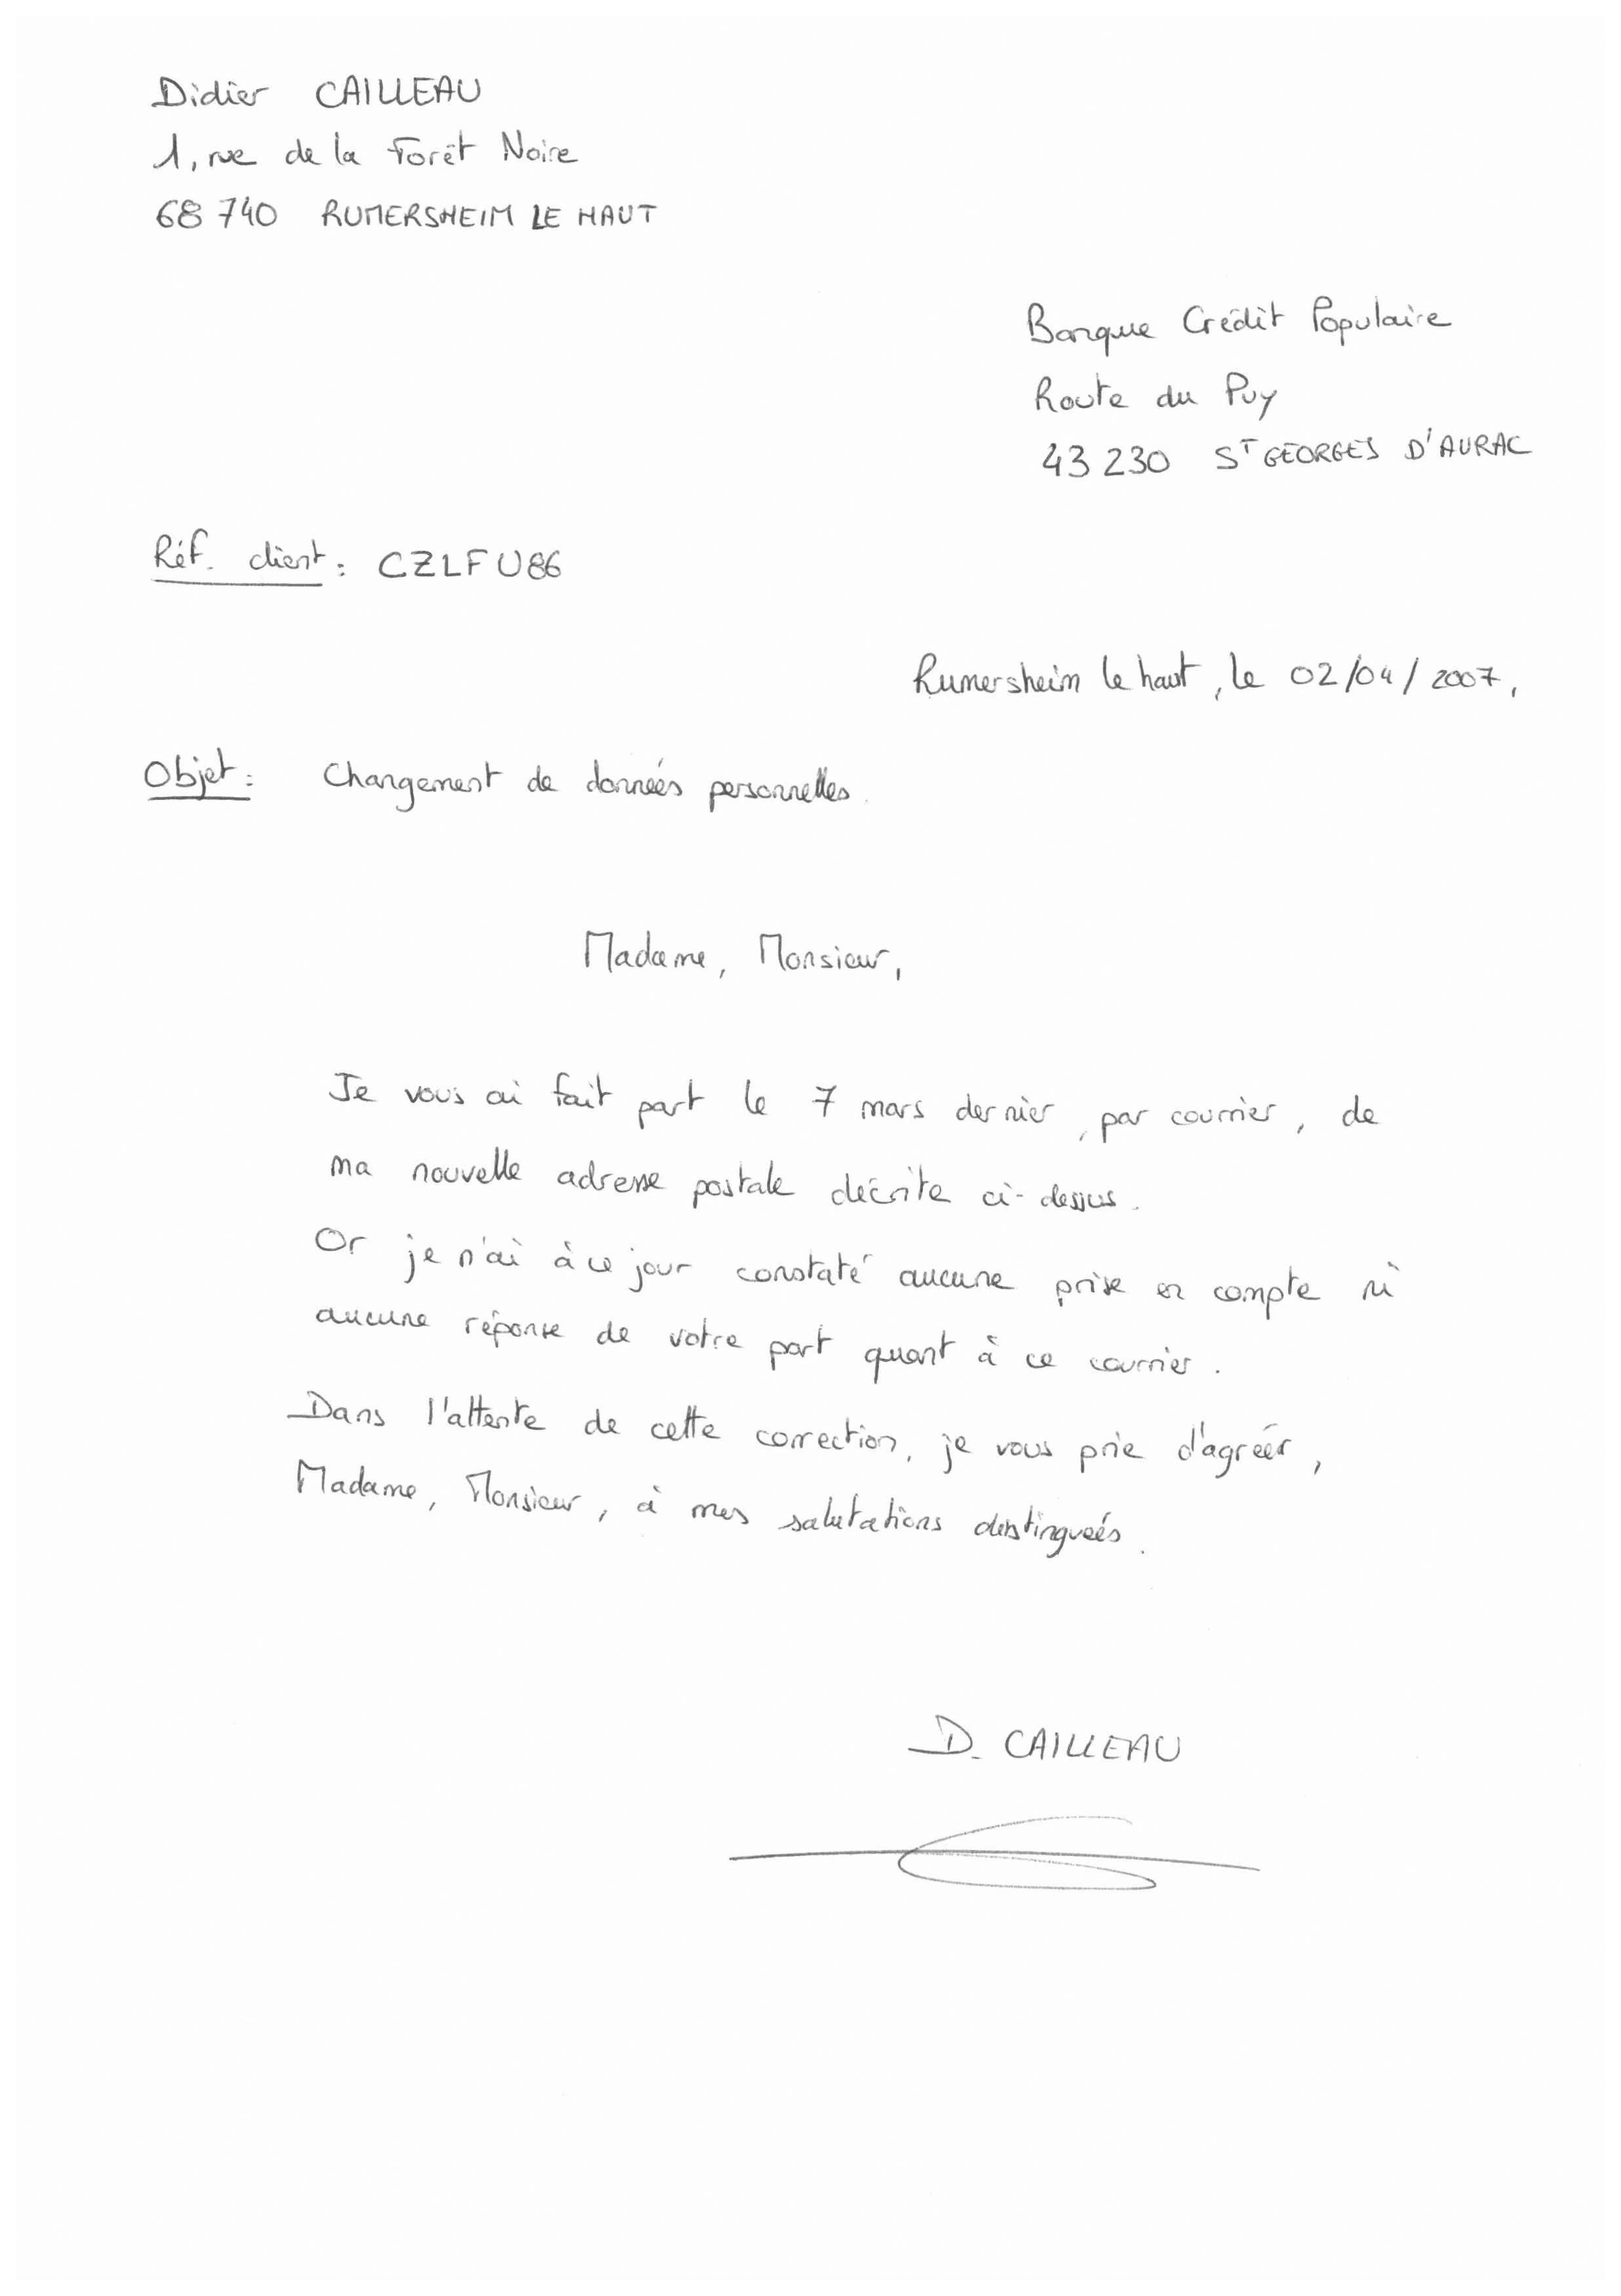 Didier CAILLEAU
1, rue de la Forêt Noire
68 740 RUMERSHEIM LE HAUT
Banque Crédit Populaire
Route du Puy
43 230 ST GEORGES D'AURAC
Réf. client : CZLFU86
Rumersheim le haut, le 02/04/2007,
Objet : Changement de données personnelles.
Madame, Monsieur,
Je vous ai fait part le 7 mars dernier, par courrier, de
ma nouvelle adresse postale décrite ci-dessus.
Or je n'ai à ce jour constaté aucune prise en compte ni
aucune réponse de votre part quant à ce courrier.
Dans l'attente de cette correction, je vous prie d'agréér,
Madame, Monsieur, à mes salutations distinguées.
D. CAILLEAU